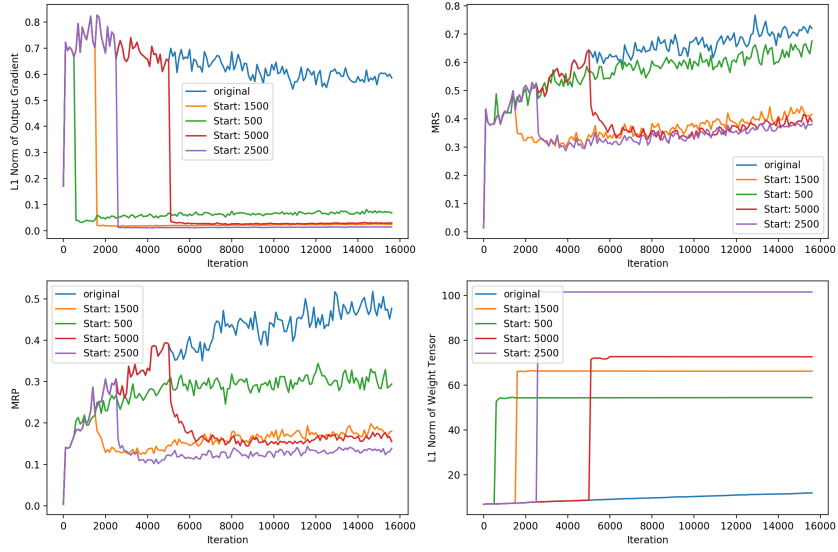 L1 Norm of Output Gradient
0.8
0.7
0.6
0.5
0.4
0.3
0.2
0.1
0.0
original
Start: 1500
Start: 500
Start: 5000
Start: 2500
0 2000 4000 6000 8000 10000 12000 14000 16000
Iteration
MRS
0.8
0.7
0.6
0.5
0.4
0.3
0.2
0.1
0.0
original
Start: 1500
Start: 500
Start: 5000
Start: 2500
0 2000 4000 6000 8000 10000 12000 14000 16000
Iteration
MRP
0.5
0.4
0.3
0.2
0.1
0.0
original
Start: 1500
Start: 500
Start: 5000
Start: 2500
0 2000 4000 6000 8000 10000 12000 14000 16000
Iteration
L1 Norm of Weight Tensor
100
80
60
40
20
original
Start: 1500
Start: 500
Start: 5000
Start: 2500
0 2000 4000 6000 8000 10000 12000 14000 16000
Iteration